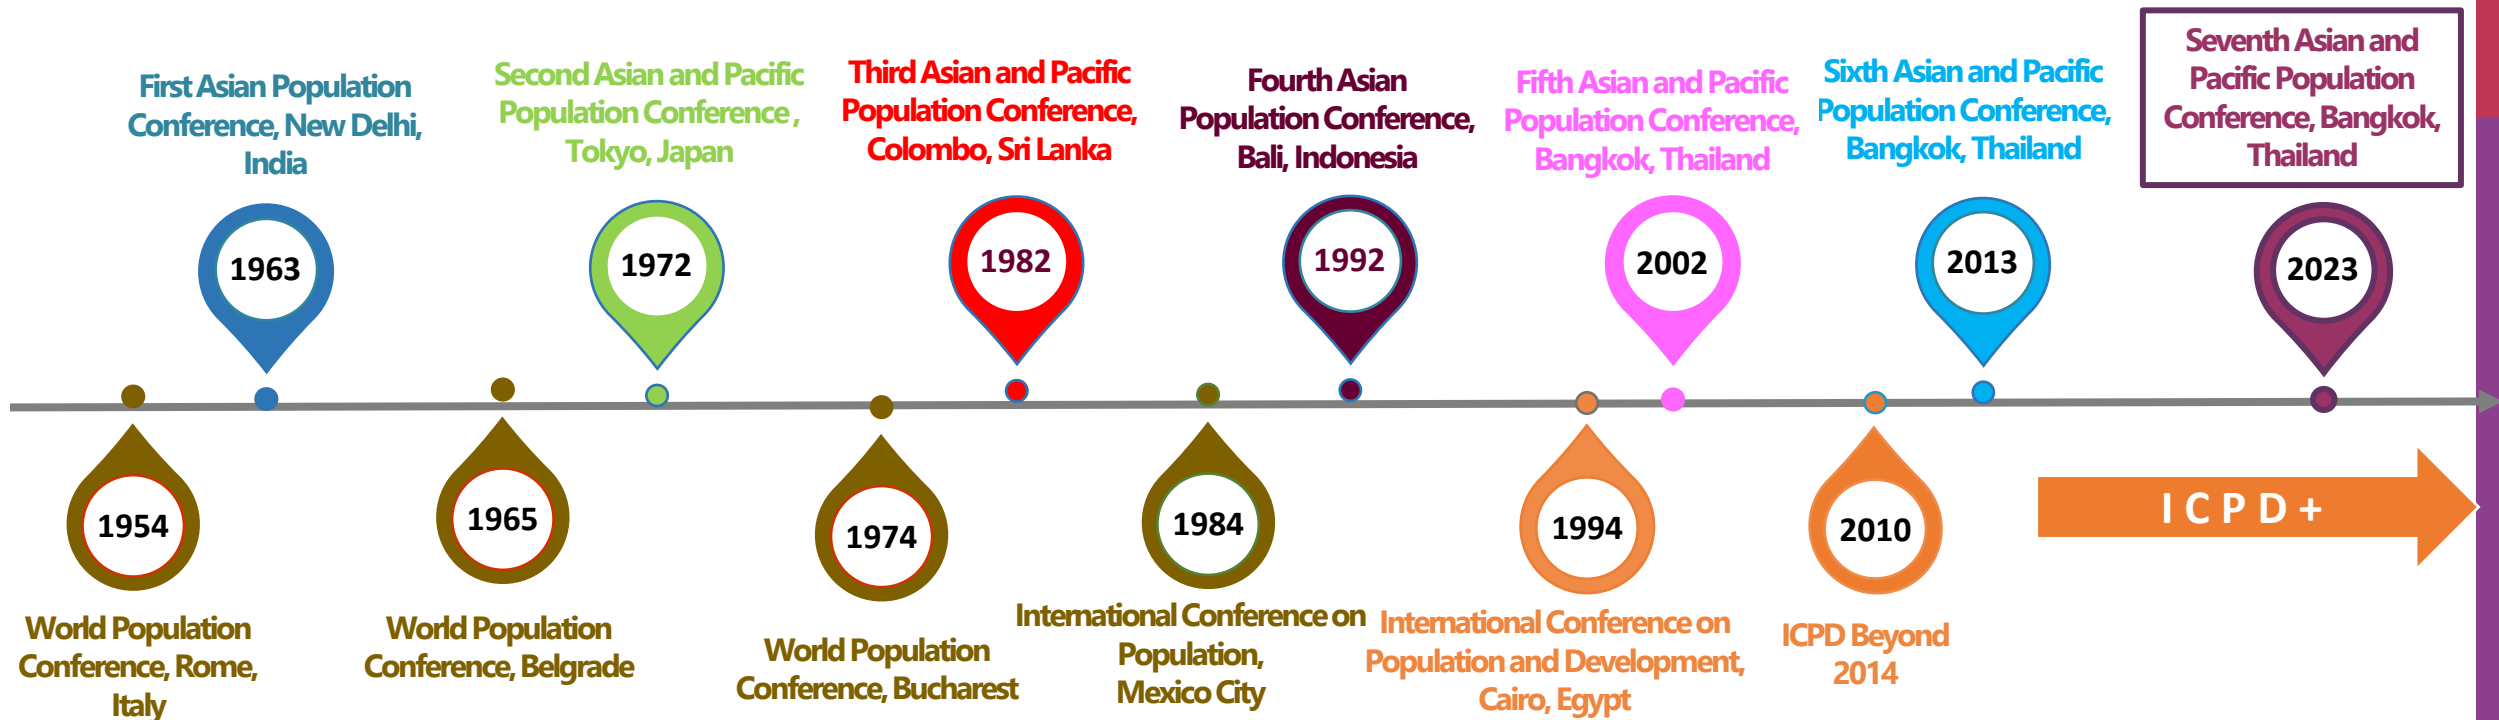 First Asian Population
Conference, New Delhi,
India
1963
Second Asian and Pacific
Population Conference ,
Tokyo, Japan
1972
Third Asian and Pacific
Population Conference,
Colombo, Sri Lanka
1982
Fourth Asian
Population Conference,
Bali, Indonesia
1992
Fifth Asian and Pacific
Population Conference,
Bangkok, Thailand
2002
Sixth Asian and Pacific
Population Conference,
Bangkok, Thailand
2013
Seventh Asian and
Pacific Population
Conference, Bangkok,
Thailand
2023
1954
World Population
Conference, Rome,
Italy
1965
World Population
Conference, Belgrade
1974
World Population
Conference, Bucharest
1984
International Conference on
Population,
Mexico City
1994
International Conference on
Population and Development,
Cairo, Egypt
2010
ICPD Beyond
2014
I C P D +